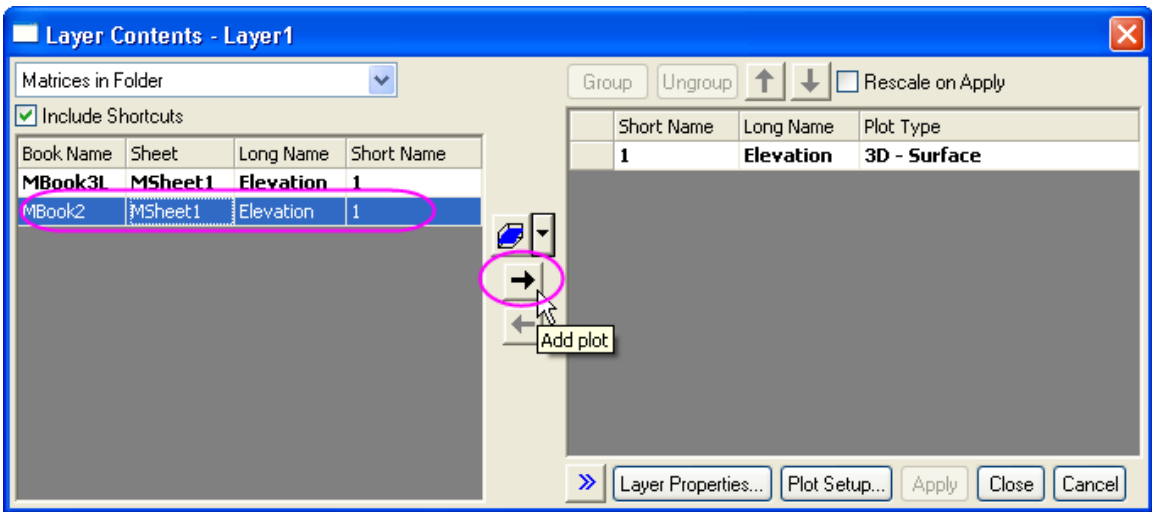 Layer Contents - Layer1
Matrices in Folder
Include Shortcuts
Book Name Sheet Long Name Short Name
MBook3L MSheet1 Elevation 1
MBook2 MSheet1 Elevation 1
Add plot
Group Ungroup Rescale on Apply
Short Name Long Name Plot Type
1 Elevation 3D - Surface
Layer Properties... Plot Setup... Apply Close Cancel